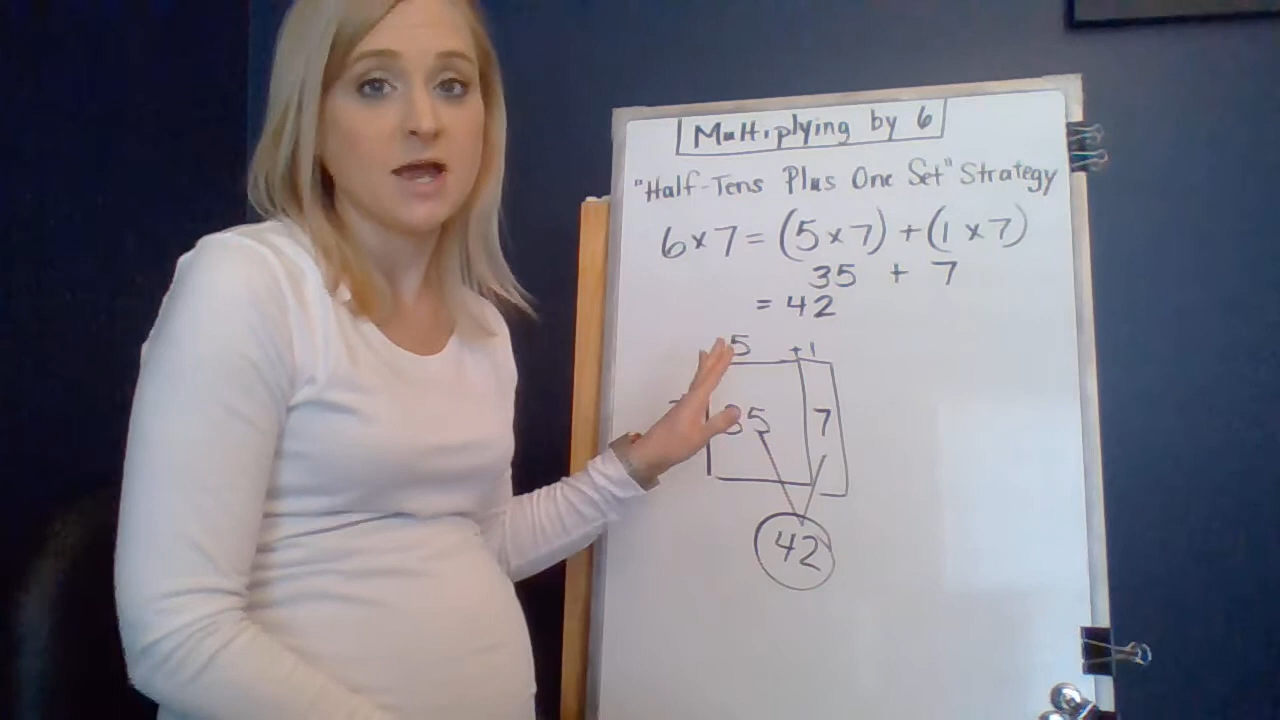 Multiplying by 6
"Half-Tens Plus One Set" Strategy
6 x 7 = (5 x 7) + (1 x 7)
35 + 7
= 42
5 +1
35 7
42